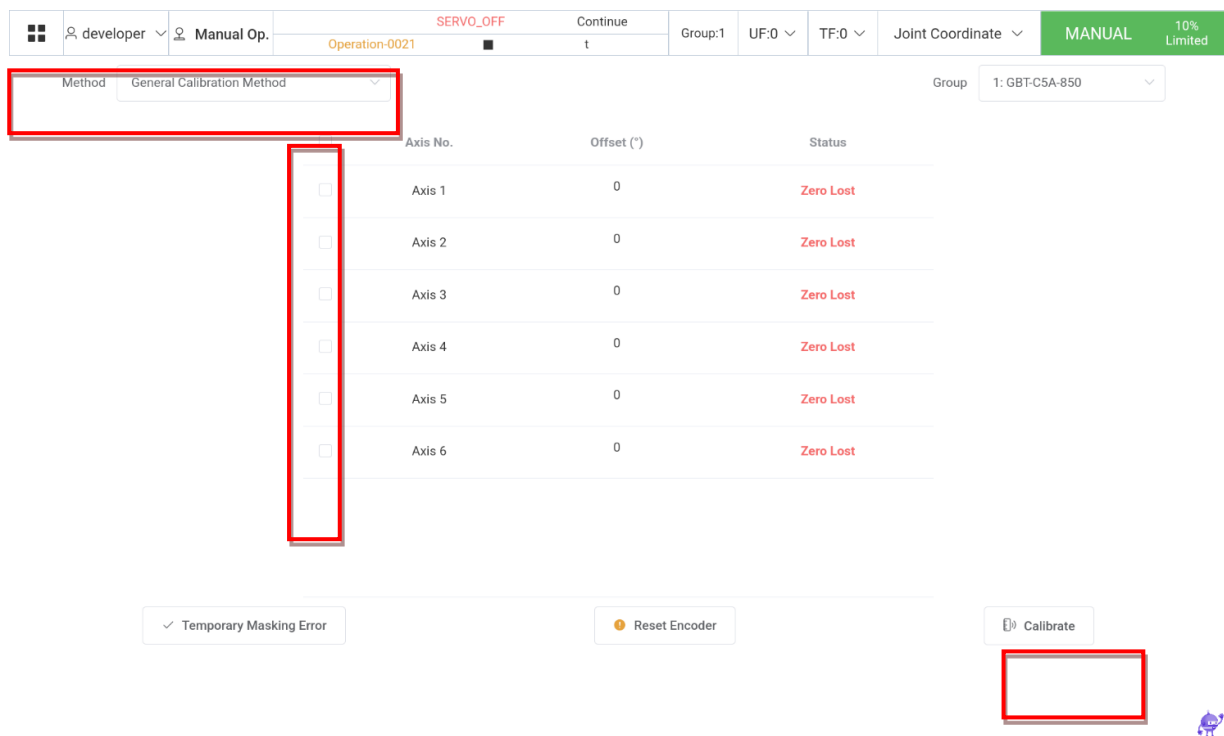 developer Manual Op. SERVO_OFF Continue Group:1 UF:0 TF:0 Joint Coordinate MANUAL 10%
Operation-0021 t Limited
Method General Calibration Method Group 1: GBT-C5A-850
Axis No. Offset (°) Status
Axis 1 0 Zero Lost
Axis 2 0 Zero Lost
Axis 3 0 Zero Lost
Axis 4 0 Zero Lost
Axis 5 0 Zero Lost
Axis 6 0 Zero Lost
Temporary Masking Error Reset Encoder Calibrate